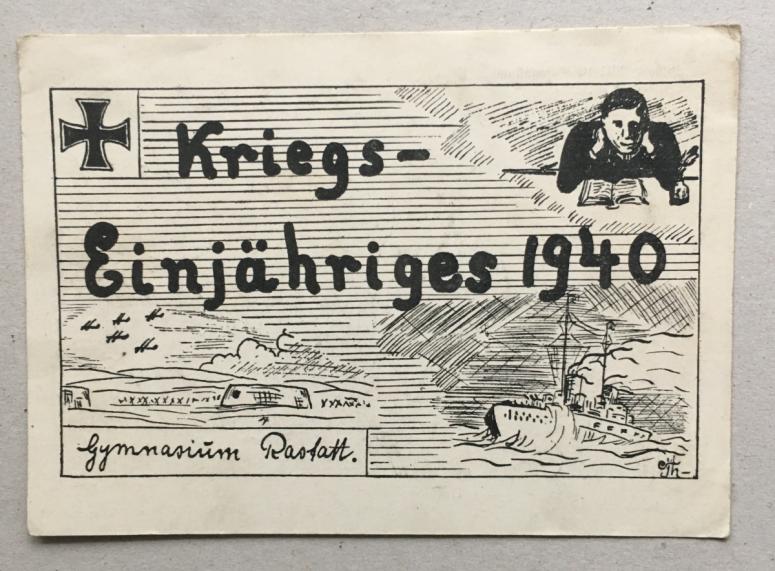 Kriegs-
Einjähriges 1940
Gymnasium Rastatt.